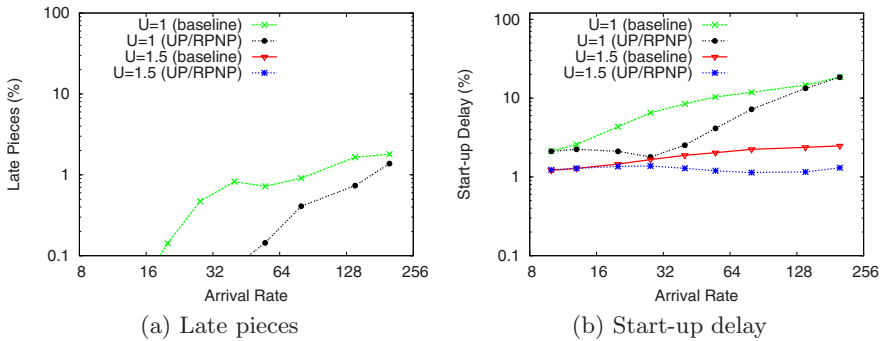 100
10
1
0.1
Late Pieces (%)
U=1 (baseline)
U=1 (UP/RPNP)
U=1.5 (baseline)
U=1.5 (UP/RPNP)
8 16 32 64 128 256
Arrival Rate
(a) Late pieces
100
10
1
0.1
Start-up Delay (%)
U=1 (baseline)
U=1 (UP/RPNP)
U=1.5 (baseline)
U=1.5 (UP/RPNP)
8 16 32 64 128 256
Arrival Rate
(b) Start-up delay